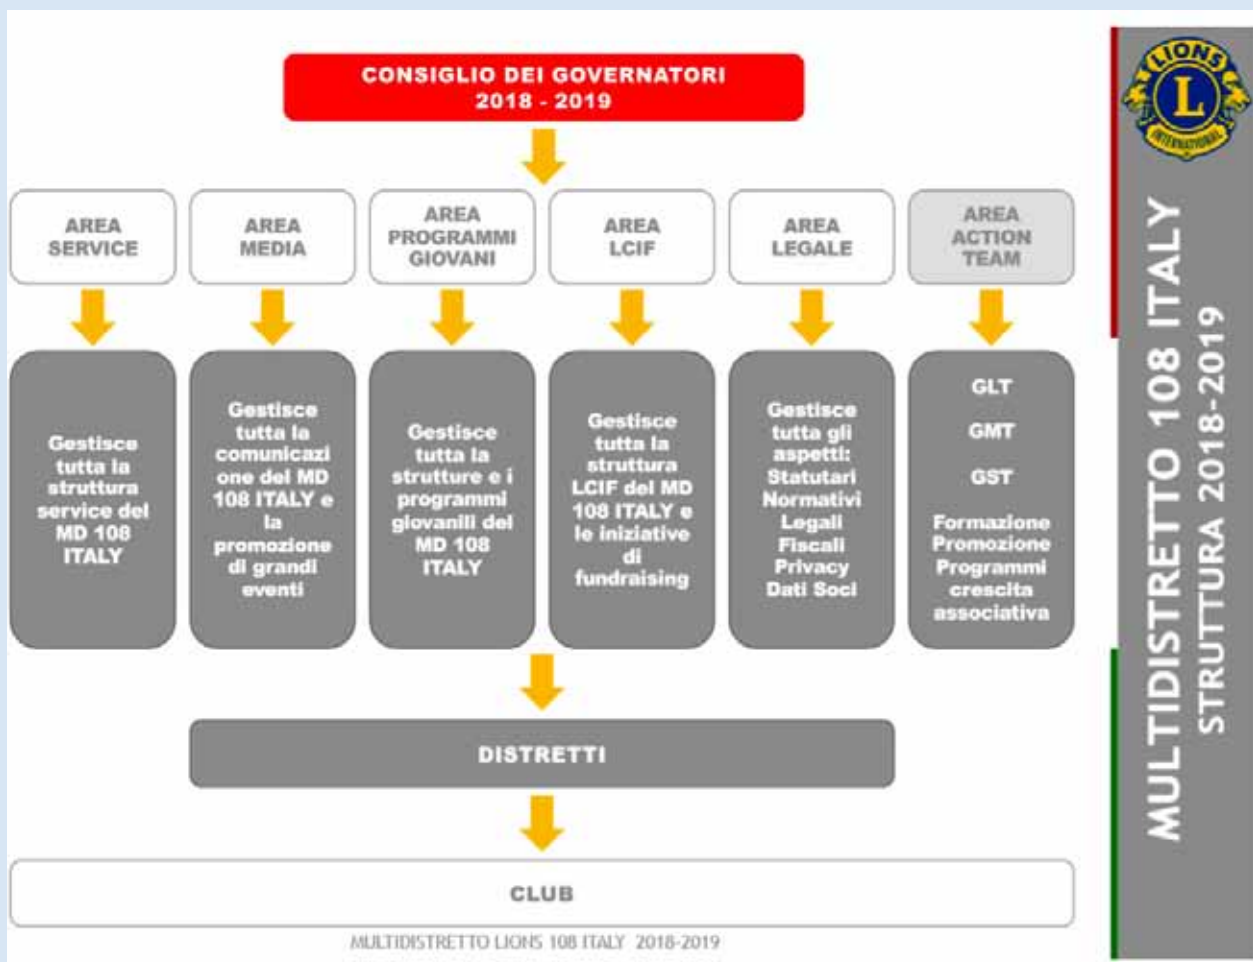 CONSIGLIO DEI GOVERNATORI
2018 - 2019
AREA
SERVICE
AREA
MEDIA
AREA
PROGRAMMI
GIOVANI
AREA
LCIF
AREA
LEGALE
AREA
ACTION
TEAM
Gestisce
tutta la
struttura
service del
MD 108
ITALY
Gestisce
tutta la
comunicazi
one del MD
108 ITALY e
la
promozione
di grandi
eventi
Gestisce
tutta la
strutture e i
programmi
giovanili del
MD 108
ITALY
Gestisce
tutta la
struttura
LCIF del MD
108 ITALY e
le iniziative
di
fundraising
Gestisce
tutta gli
aspetti:
Statutari
Normativi
Legali
Fiscali
Privacy
Dati Soci
GLT
GMT
GST
Formazione
Promozione
Programmi
crescita
associativa
DISTRETTI
CLUB
MULTIDISTRETTO LIONS 108 ITALY 2018-2019
LIONS
L
INTERNATIONAL
MULTIDISTRETTO 108 ITALY
STRUTTURA 2018-2019